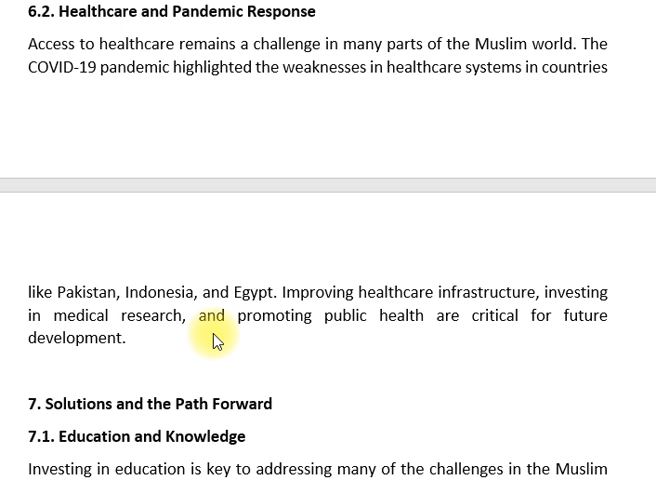 6.2. Healthcare and Pandemic Response
Access to healthcare remains a challenge in many parts of the Muslim world. The
COVID-19 pandemic highlighted the weaknesses in healthcare systems in countries
like Pakistan, Indonesia, and Egypt. Improving healthcare infrastructure, investing
in medical research, and promoting public health are critical for future
development.
7. Solutions and the Path Forward
7.1. Education and Knowledge
Investing in education is key to addressing many of the challenges in the Muslim